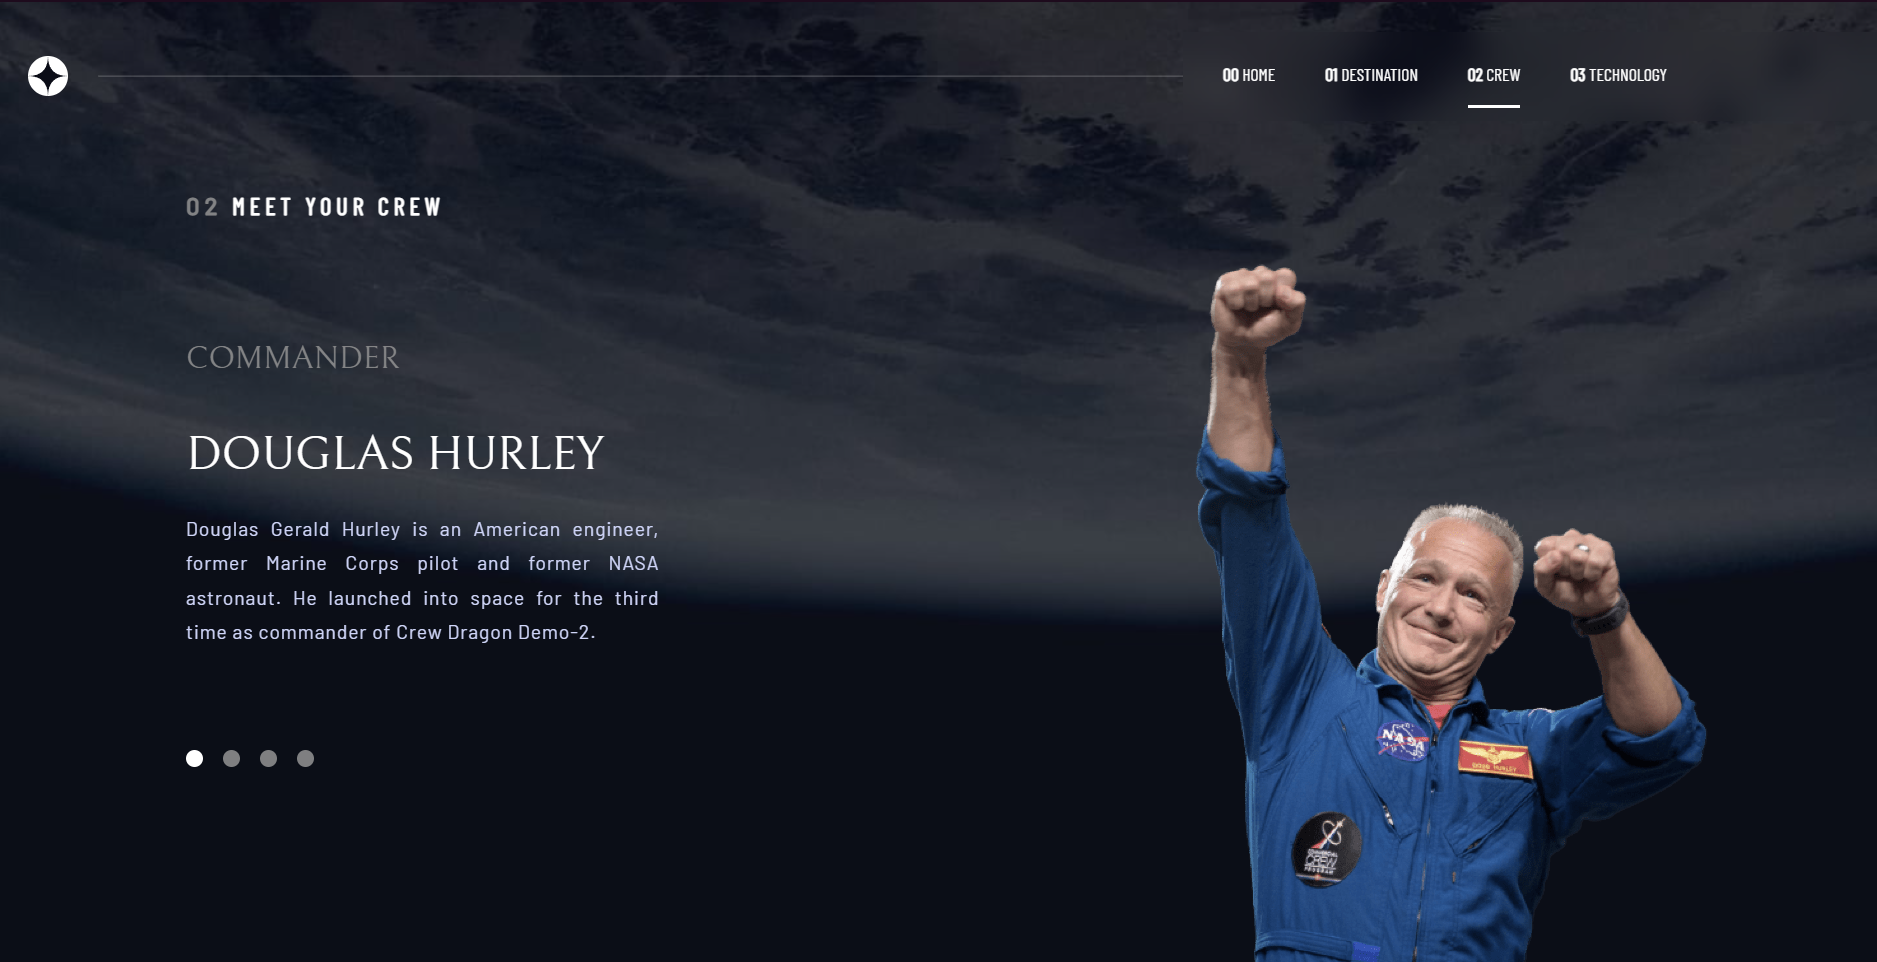 00 HOME 01 DESTINATION 02 CREW 03 TECHNOLOGY
02 MEET YOUR CREW
COMMANDER
DOUGLAS HURLEY
Douglas Gerald Hurley is an American engineer,
former Marine Corps pilot and former NASA
astronaut. He launched into space for the third
time as commander of Crew Dragon Demo-2.
NASA
COMMERCIAL
CREW
PROGRAM